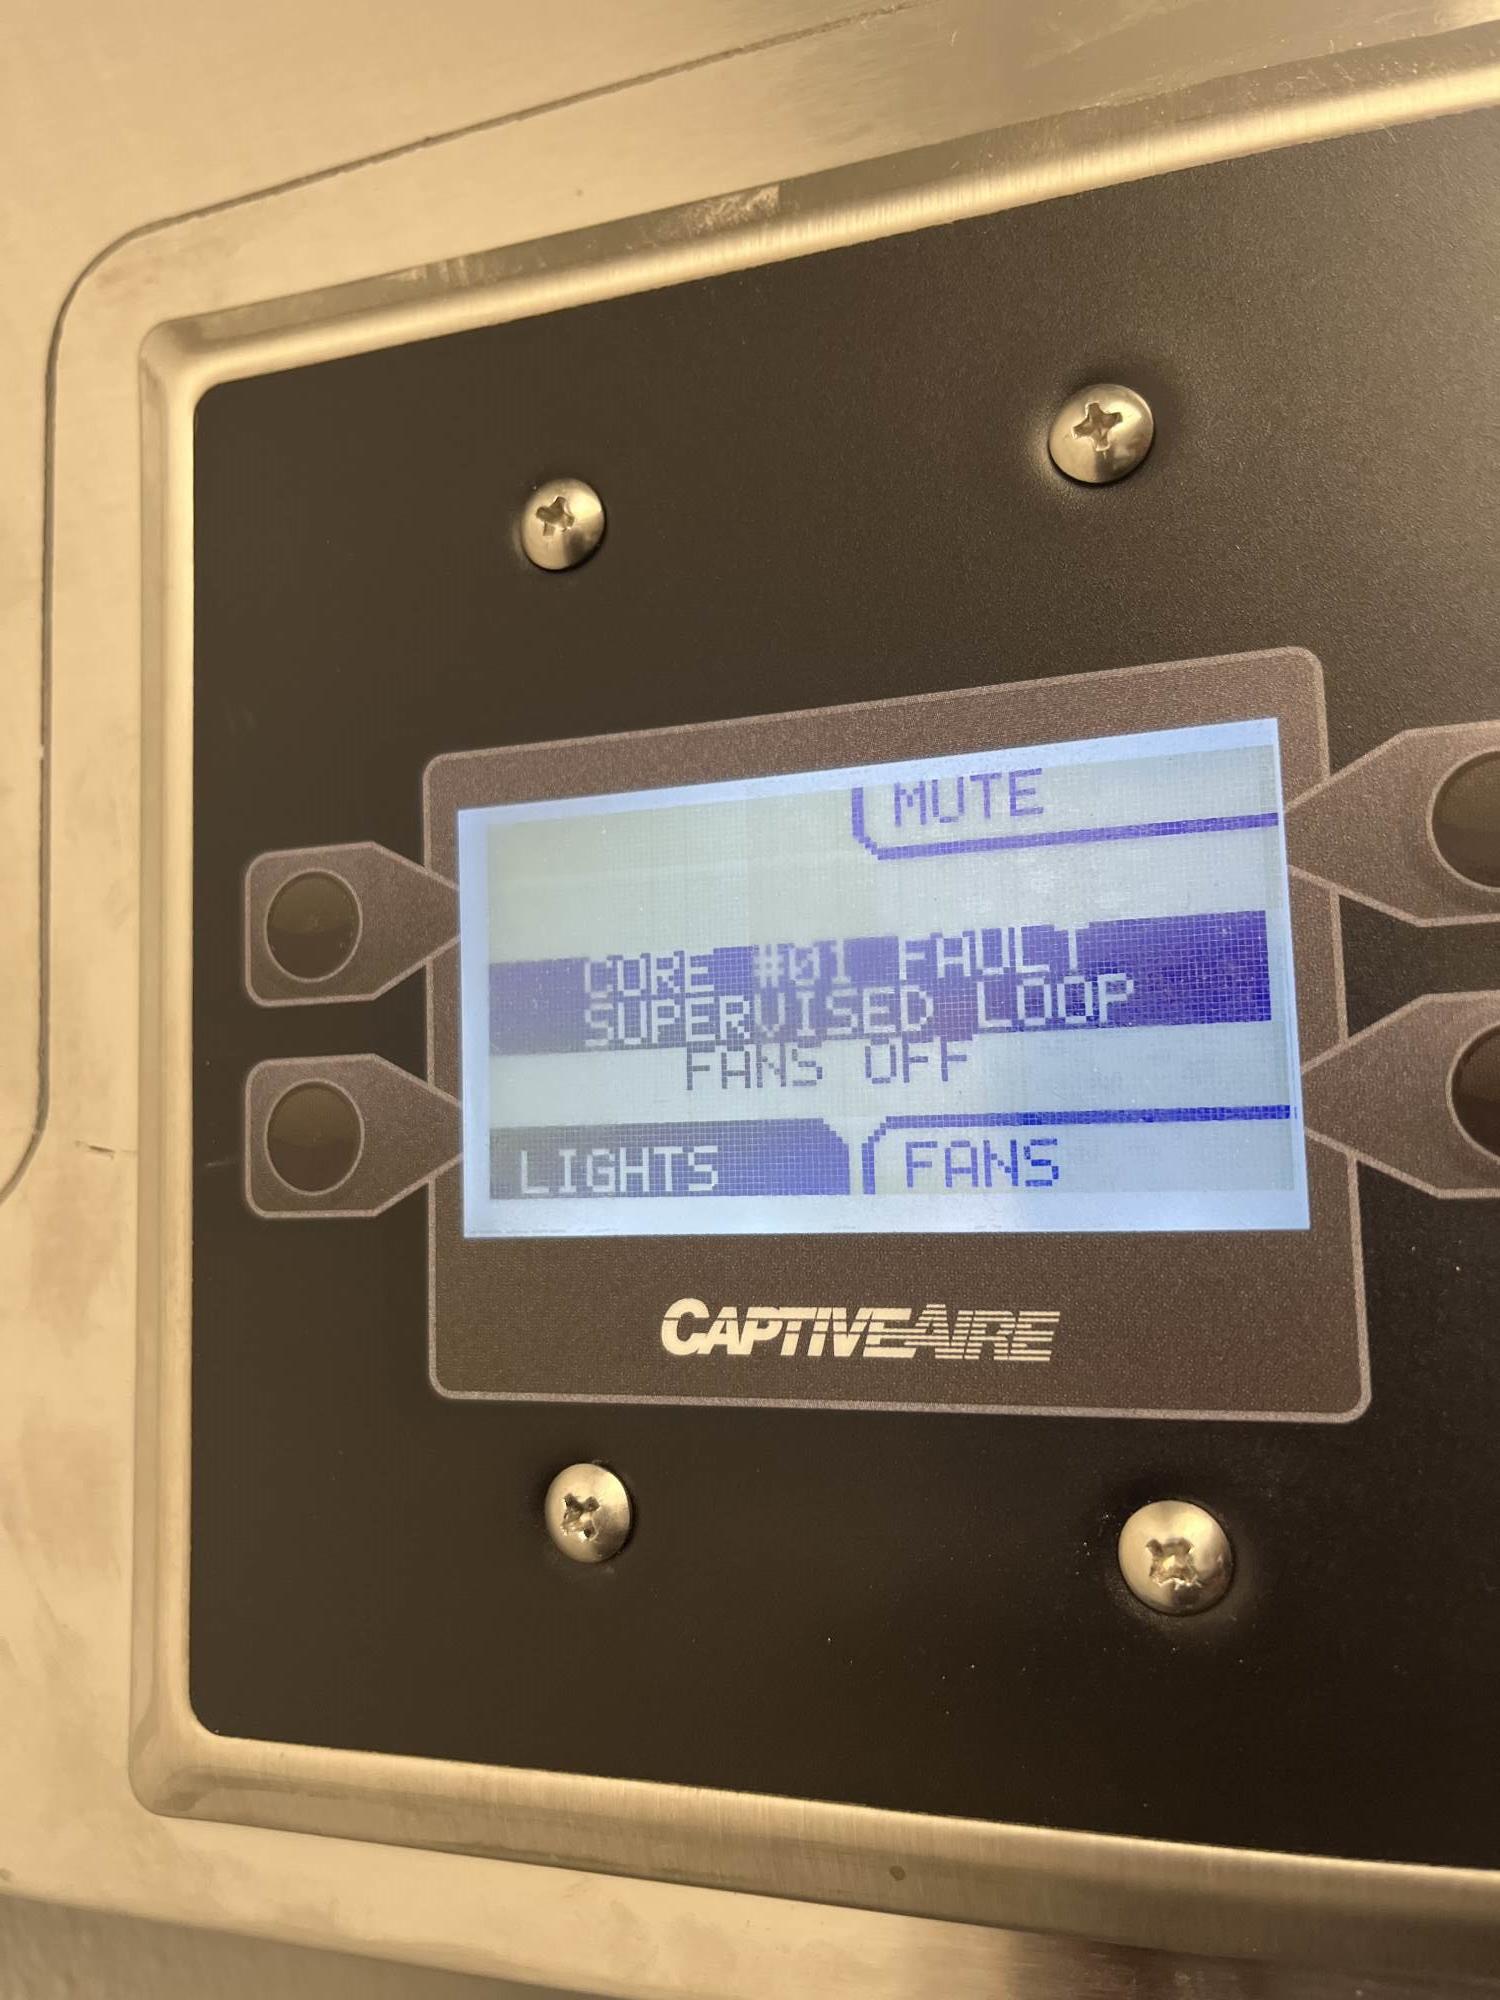 MUTE
CORE #01 FAULT
SUPERVISED LOOP
FANS OFF
LIGHTS
FANS
CAPTIVEAIRE